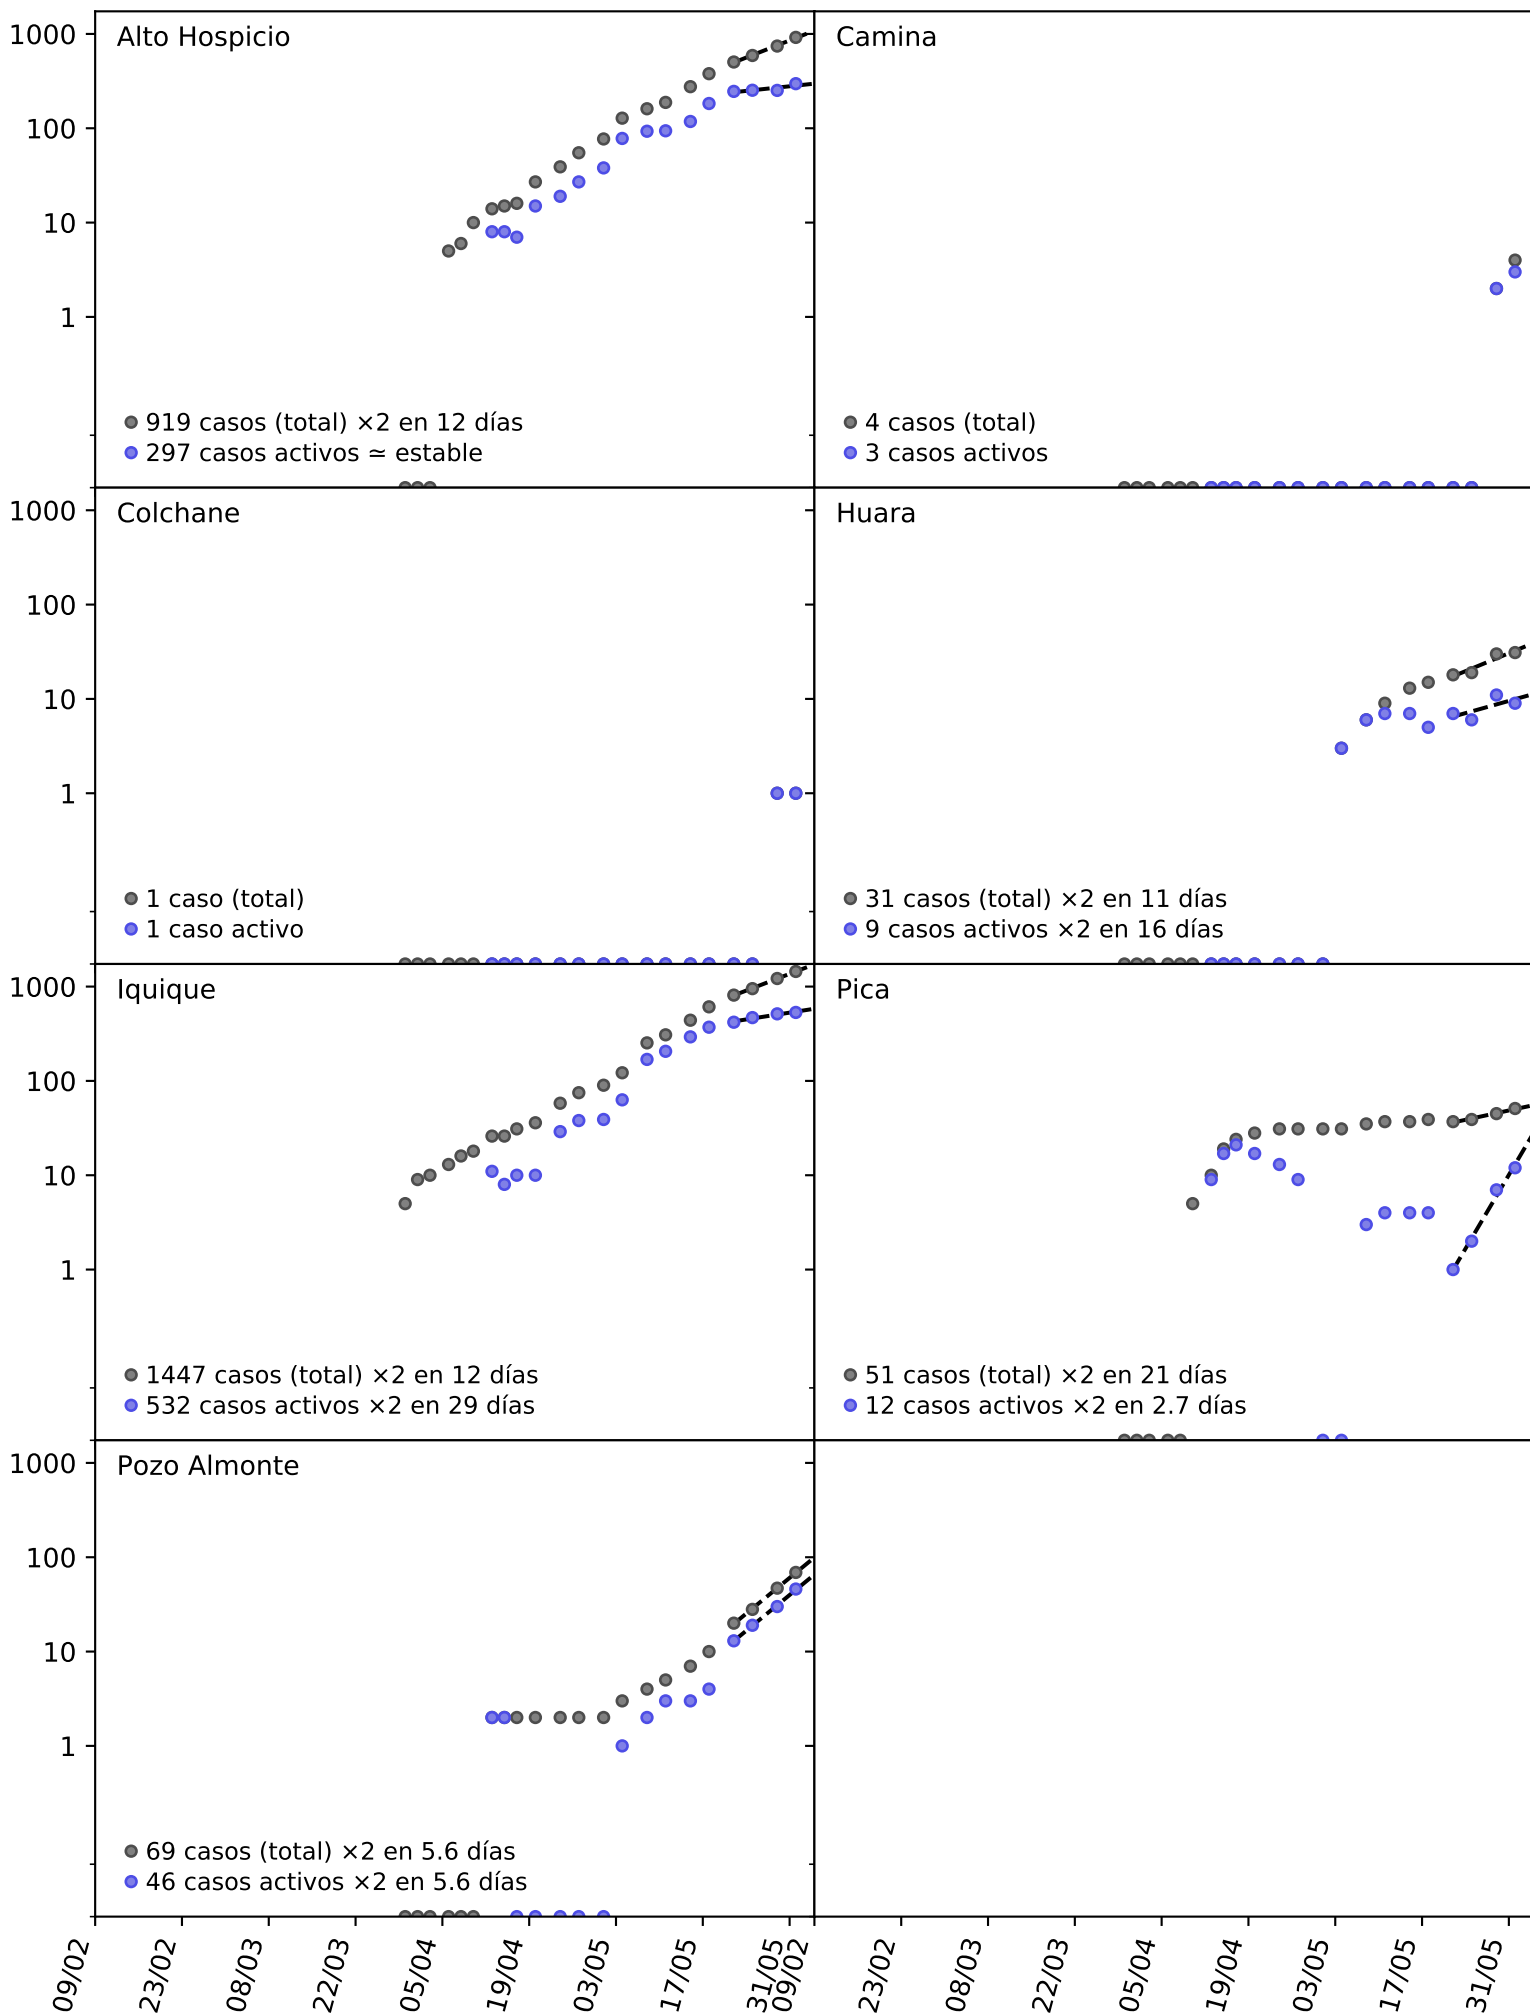 1000
100
10
1
Alto Hospicio
919 casos (total) ×2 en 12 días
297 casos activos ≃ estable
Camina
4 casos (total)
3 casos activos
1000
100
10
1
Colchane
1 caso (total)
1 caso activo
Huara
31 casos (total) ×2 en 11 días
9 casos activos ×2 en 16 días
1000
100
10
1
Iquique
1447 casos (total) ×2 en 12 días
532 casos activos ×2 en 29 días
Pica
51 casos (total) ×2 en 21 días
12 casos activos ×2 en 2.7 días
1000
100
10
1
Pozo Almonte
69 casos (total) ×2 en 5.6 días
46 casos activos ×2 en 5.6 días
09/02
23/02
08/03
22/03
05/04
19/04
03/05
17/05
31/05
09/02
23/02
08/03
22/03
05/04
19/04
03/05
17/05
31/05